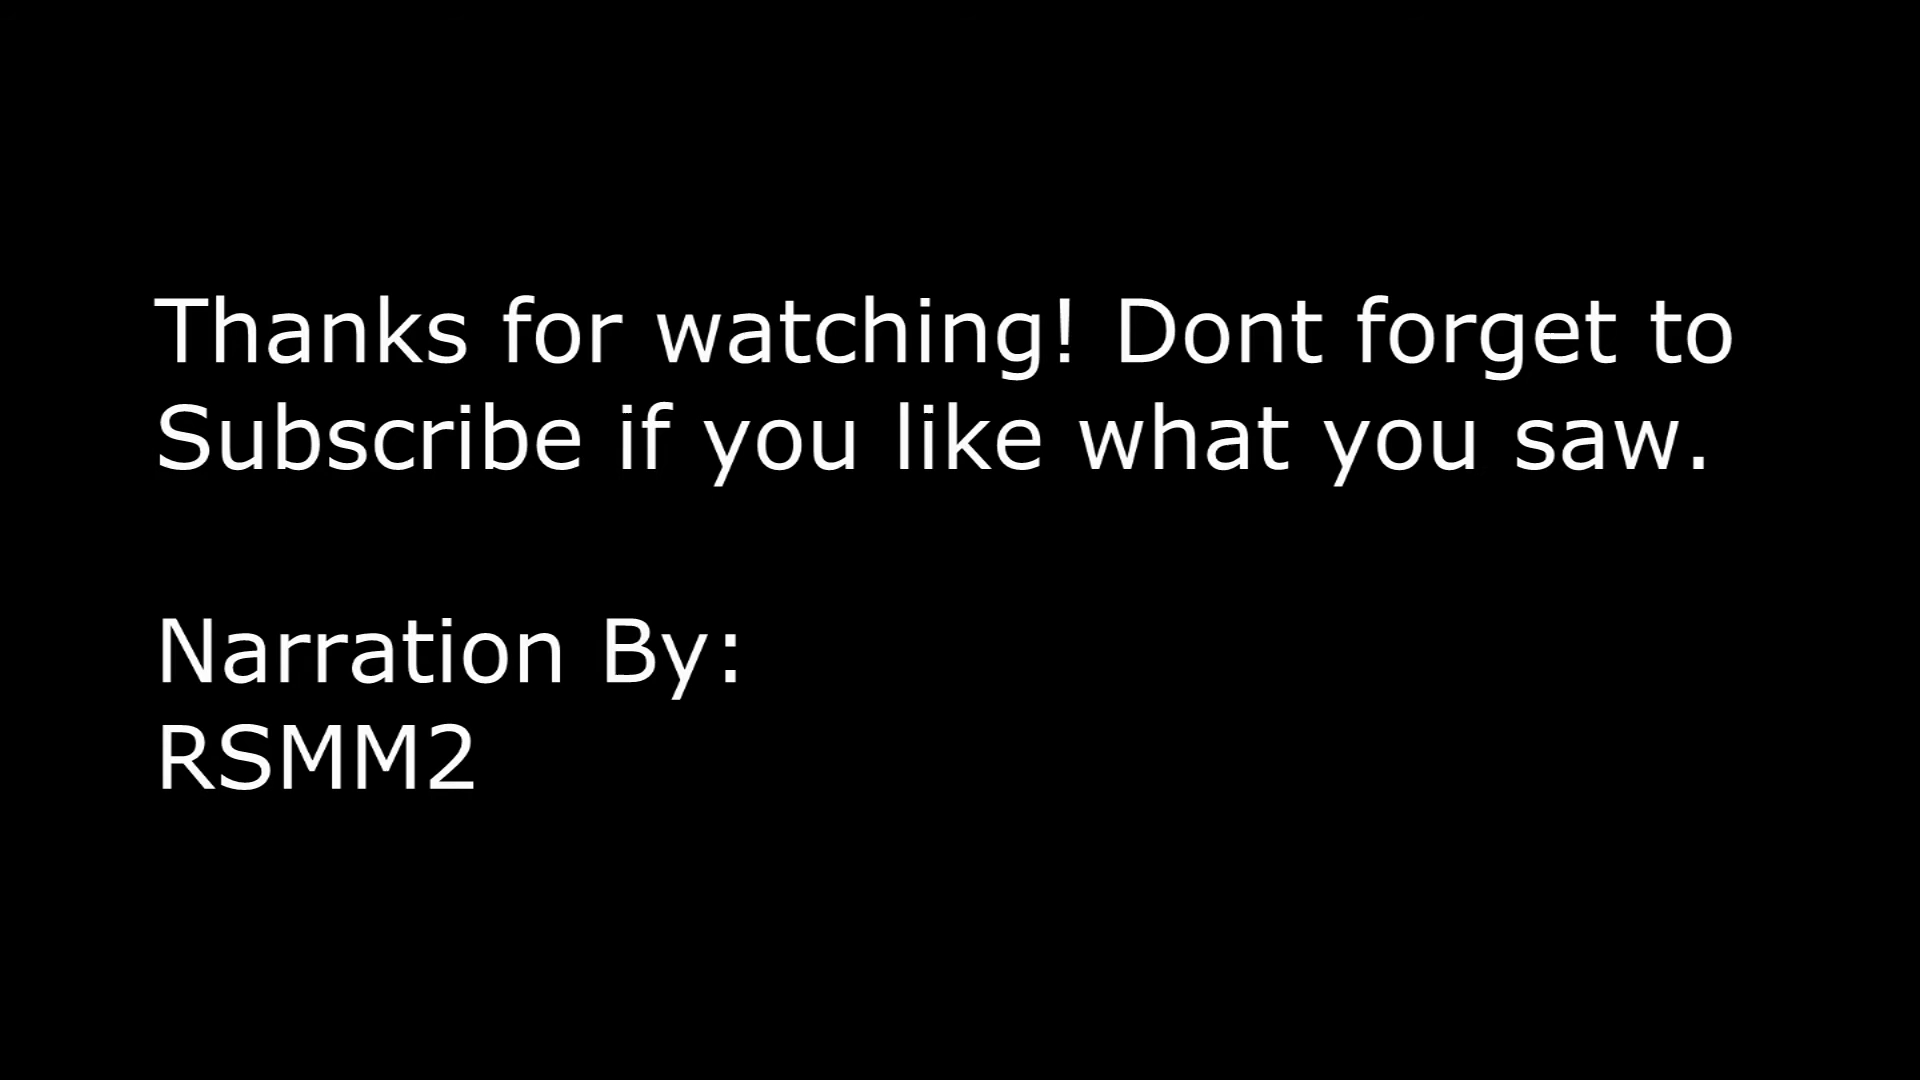 Thanks for watching! Dont forget to
Subscribe if you like what you saw.
Narration By:
RSMM2